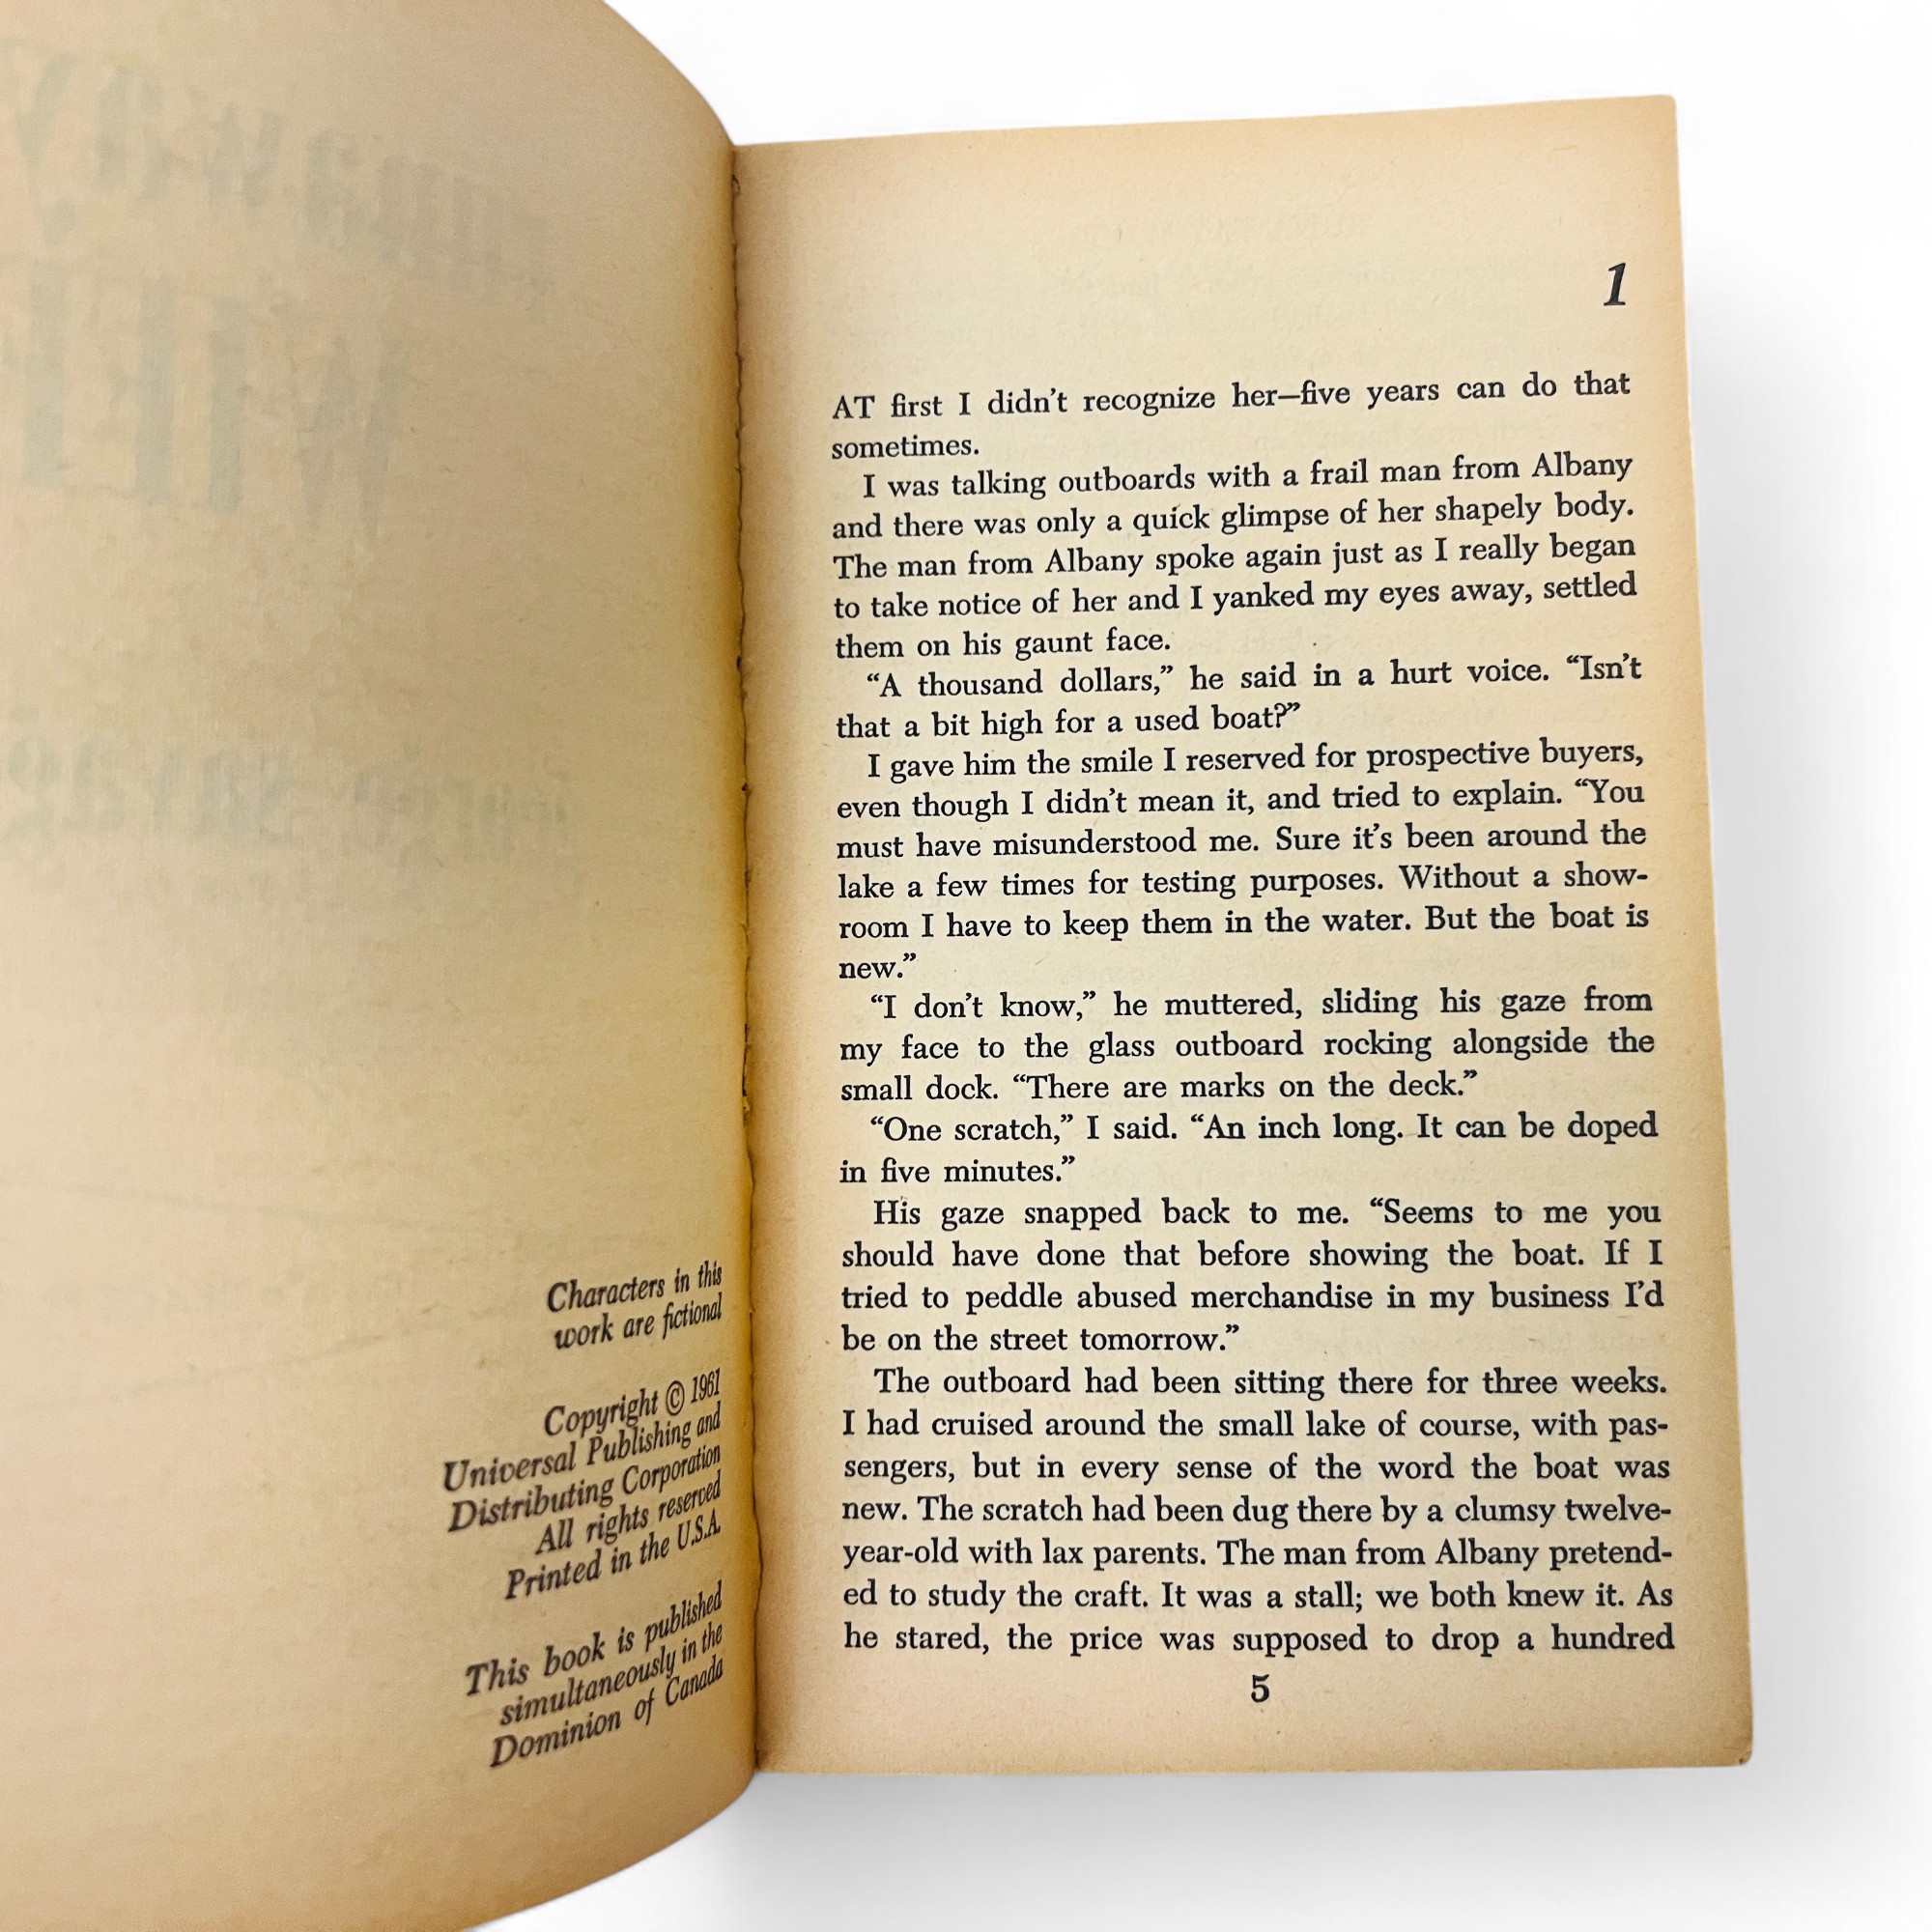 Characters in this
work are fictional
Copyright © 1961
Universal Publishing and
Distributing Corporation
All rights reserved
Printed in the U.S.A.
This book is published
simultaneously in the
Dominion of Canada
1
AT first I didn't recognize her—five years can do that
sometimes.
I was talking outboards with a frail man from Albany
and there was only a quick glimpse of her shapely body.
The man from Albany spoke again just as I really began
to take notice of her and I yanked my eyes away, settled
them on his gaunt face.
“A thousand dollars,” he said in a hurt voice. “Isn't
that a bit high for a used boat?”
I gave him the smile I reserved for prospective buyers,
even though I didn't mean it, and tried to explain. “You
must have misunderstood me. Sure it's been around the
lake a few times for testing purposes. Without a show-
room I have to keep them in the water. But the boat is
new.”
“I don't know,” he muttered, sliding his gaze from
my face to the glass outboard rocking alongside the
small dock. “There are marks on the deck.”
“One scratch,” I said. “An inch long. It can be doped
in five minutes.”
His gaze snapped back to me. “Seems to me you
should have done that before showing the boat. If I
tried to peddle abused merchandise in my business I'd
be on the street tomorrow.”
The outboard had been sitting there for three weeks.
I had cruised around the small lake of course, with pas-
sengers, but in every sense of the word the boat was
new. The scratch had been dug there by a clumsy twelve-
year-old with lax parents. The man from Albany pretend-
ed to study the craft. It was a stall; we both knew it. As
he stared, the price was supposed to drop a hundred
5